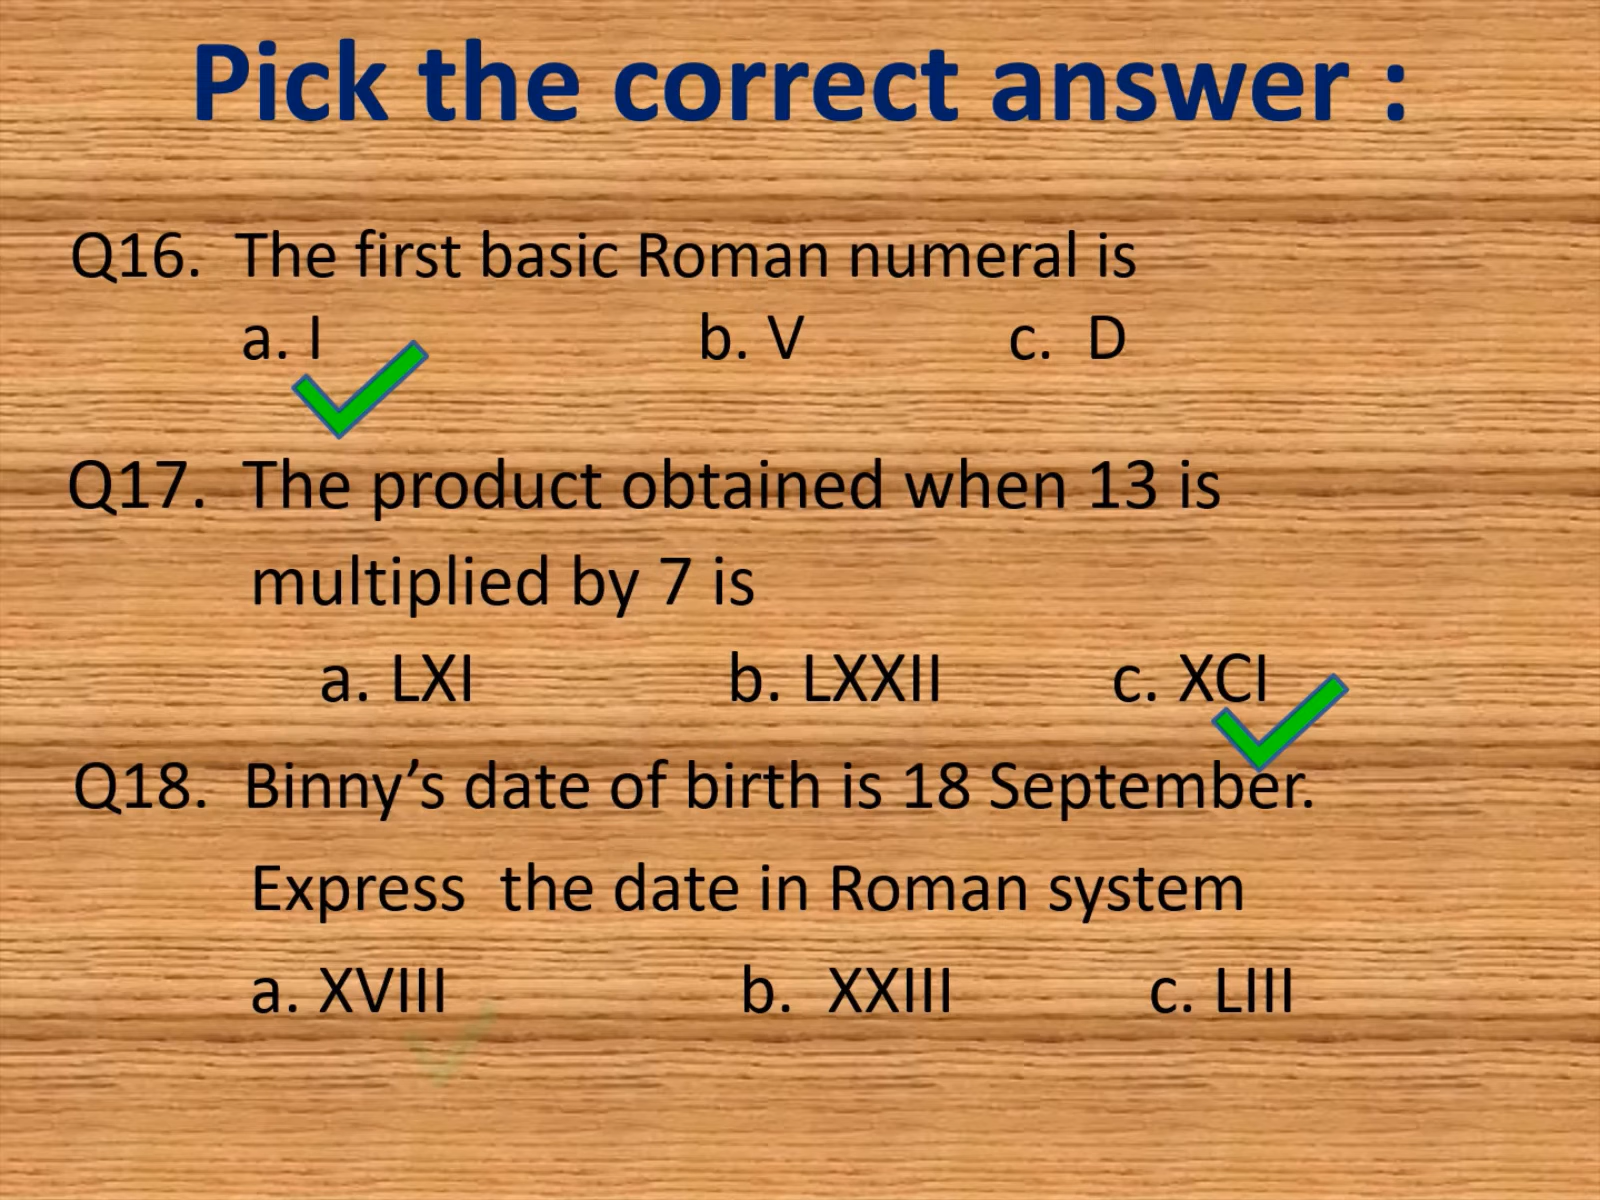 Pick the correct answer :
Q16. The first basic Roman numeral is
a. I b. V c. D
Q17. The product obtained when 13 is
multiplied by 7 is
a. LXI b. LXXII c. XCI
Q18. Binny’s date of birth is 18 September.
Express the date in Roman system
a. XVIII b. XXIII c. LIII